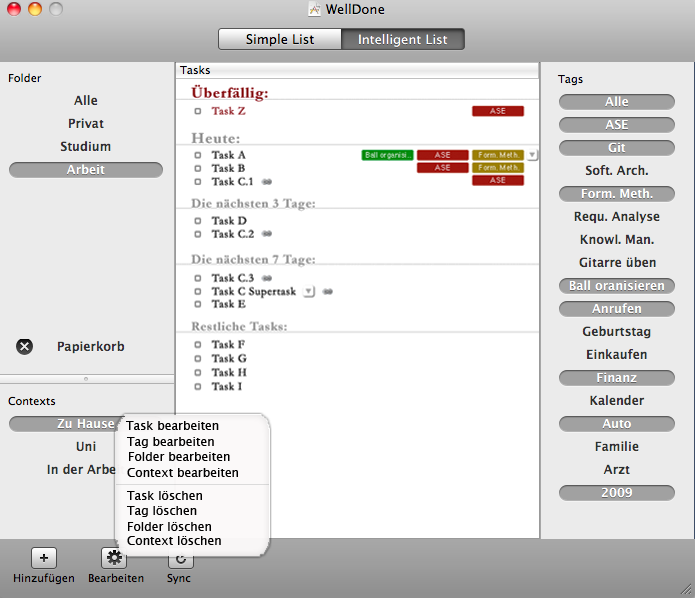 WellDone
Simple List
Intelligent List
Folder
Alle
Privat
Studium
Arbeit
Papierkorb
Contexts
Zu Hause
Uni
In der Arbe
Tasks
Überfällig:
Task Z ASE
Heute:
Task A Ball organisi... ASE Form. Meth.
Task B ASE Form. Meth.
Task C.1 ASE
Die nächsten 3 Tage:
Task D
Task C.2
Die nächsten 7 Tage:
Task C.3
Task C Supertask
Task E
Restliche Tasks:
Task F
Task G
Task H
Task I
Tags
Alle
ASE
Git
Soft. Arch.
Form. Meth.
Requ. Analyse
Knowl. Man.
Gitarre üben
Ball oranisieren
Anrufen
Geburtstag
Einkaufen
Finanz
Kalender
Auto
Familie
Arzt
2009
Task bearbeiten
Tag bearbeiten
Folder bearbeiten
Context bearbeiten
Task löschen
Tag löschen
Folder löschen
Context löschen
Hinzufügen
Bearbeiten
Sync